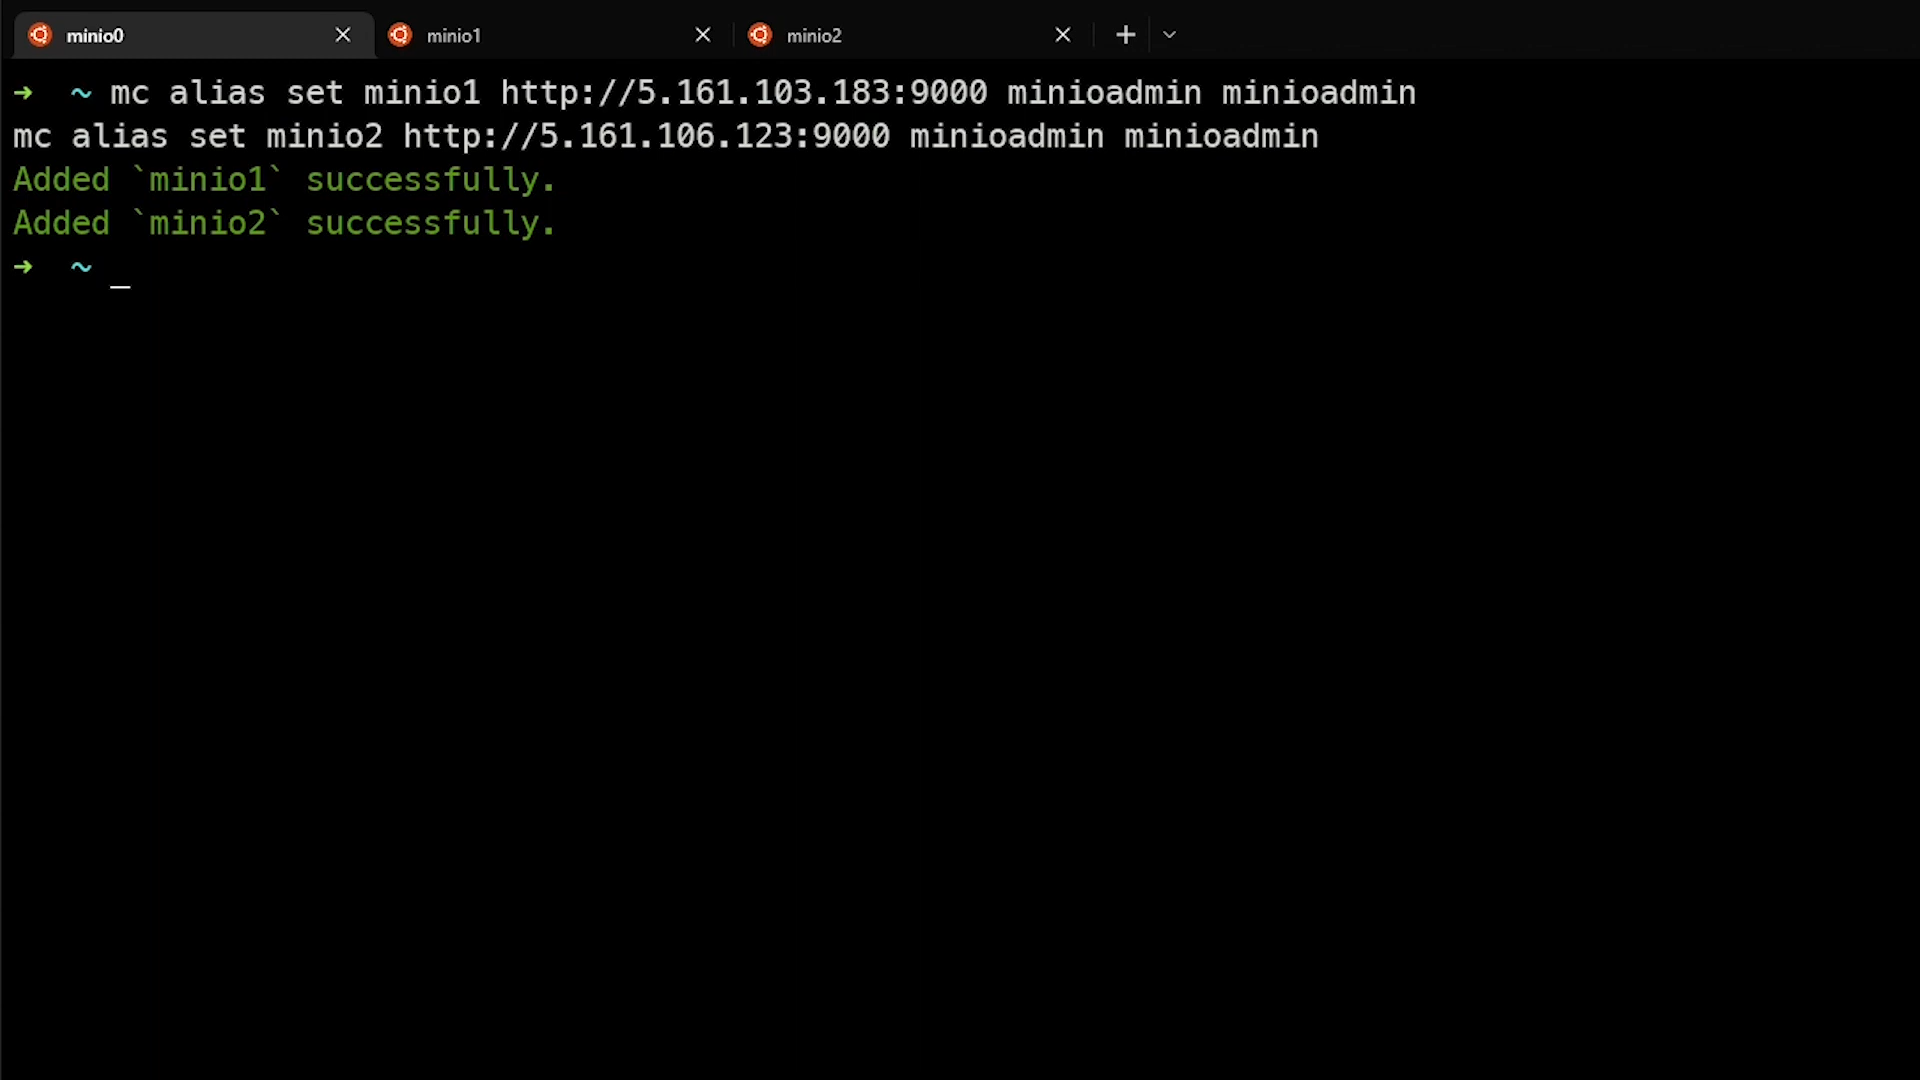 minio0 minio1 minio2
→ ~ mc alias set minio1 http://5.161.103.183:9000 minioadmin minioadmin
mc alias set minio2 http://5.161.106.123:9000 minioadmin minioadmin
Added `minio1` successfully.
Added `minio2` successfully.
→ ~ _